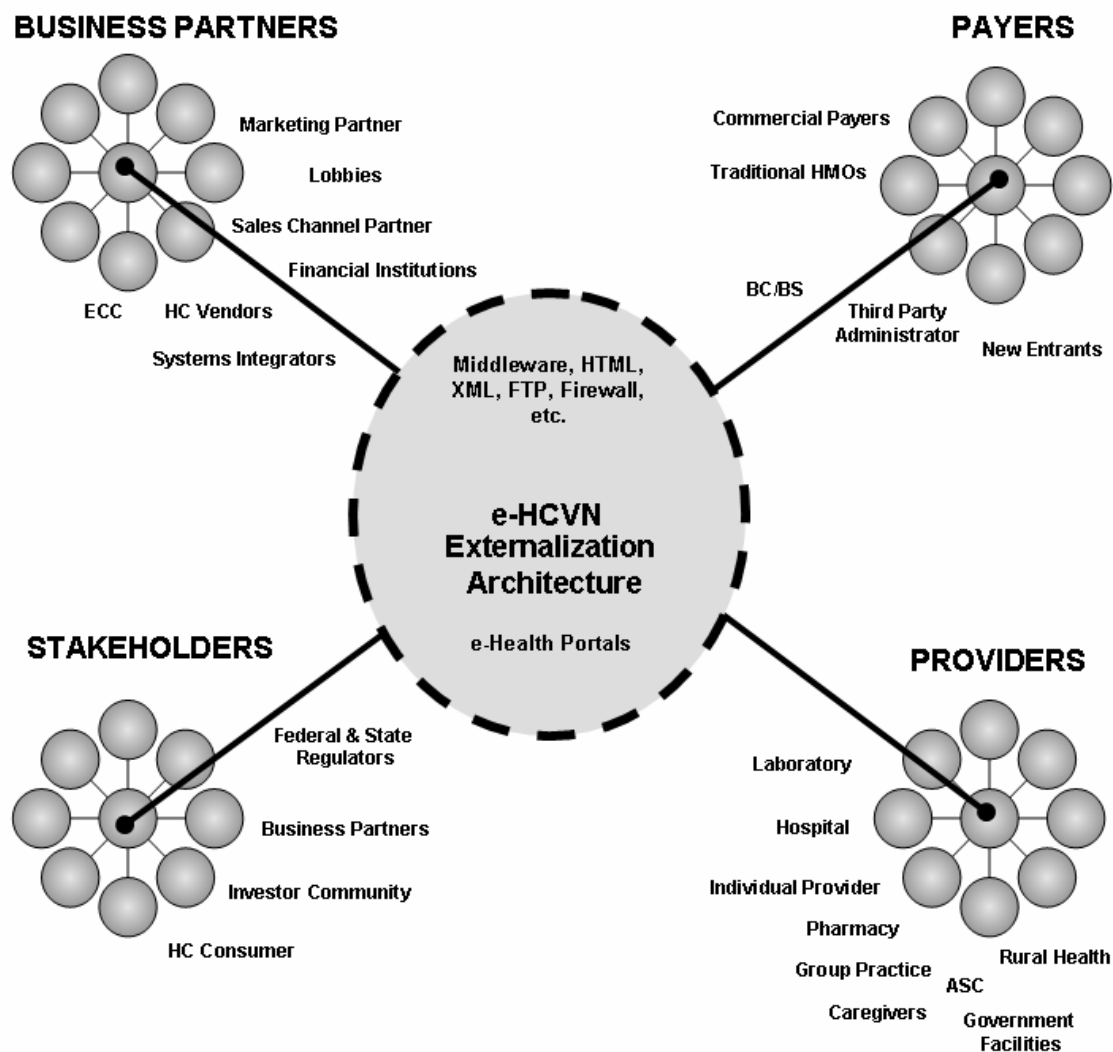 BUSINESS PARTNERS
Marketing Partner
Lobbies
Sales Channel Partner
Financial Institutions
ECC
HC Vendors
Systems Integrators
PAYERS
Commercial Payers
Traditional HMOs
BC/BS
Third Party
Administrator
New Entrants
Middleware, HTML,
XML, FTP, Firewall,
etc.
e-HCVN
Externalization
Architecture
e-Health Portals
STAKEHOLDERS
Federal & State
Regulators
Business Partners
Investor Community
HC Consumer
PROVIDERS
Laboratory
Hospital
Individual Provider
Pharmacy
Group Practice
Caregivers
Rural Health
ASC
Government
Facilities